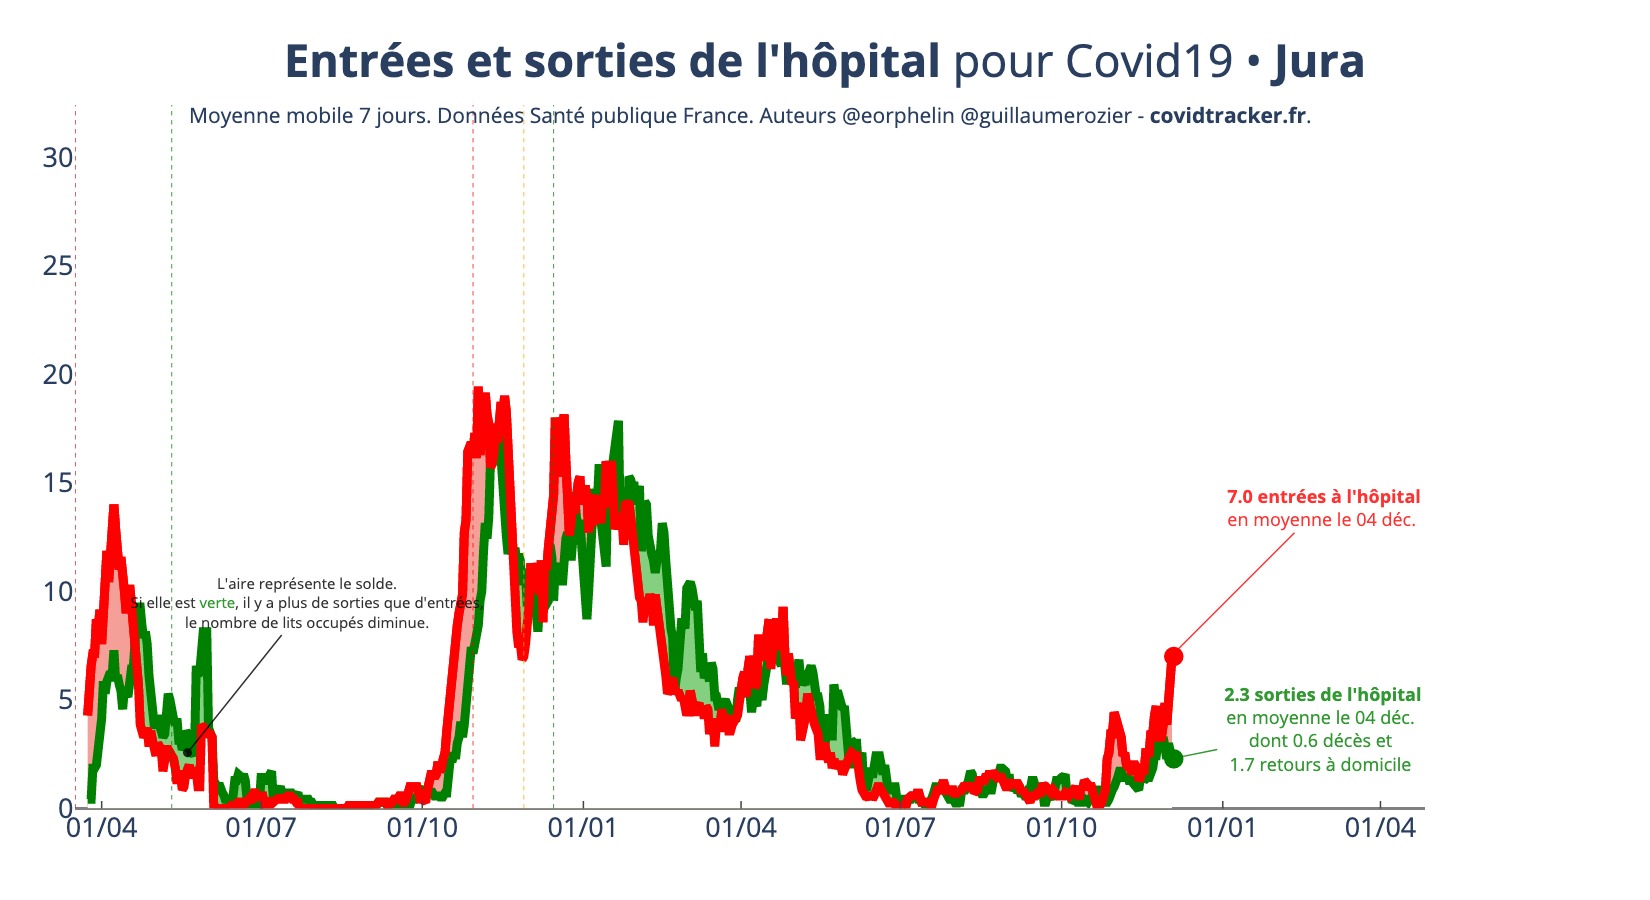 Entrées et sorties de l'hôpital pour Covid19 • Jura
Moyenne mobile 7 jours. Données Santé publique France. Auteurs @eorphelin @guillaumerozier - covidtracker.fr.
30
25
20
15
10
5
0
7.0 entrées à l'hôpital
en moyenne le 04 déc.
L'aire représente le solde.
Si elle est verte, il y a plus de sorties que d'entrées,
le nombre de lits occupés diminue.
2.3 sorties de l'hôpital
en moyenne le 04 déc.
dont 0.6 décès et
1.7 retours à domicile
01/04 01/07 01/10 01/01 01/04 01/07 01/10 01/01 01/04